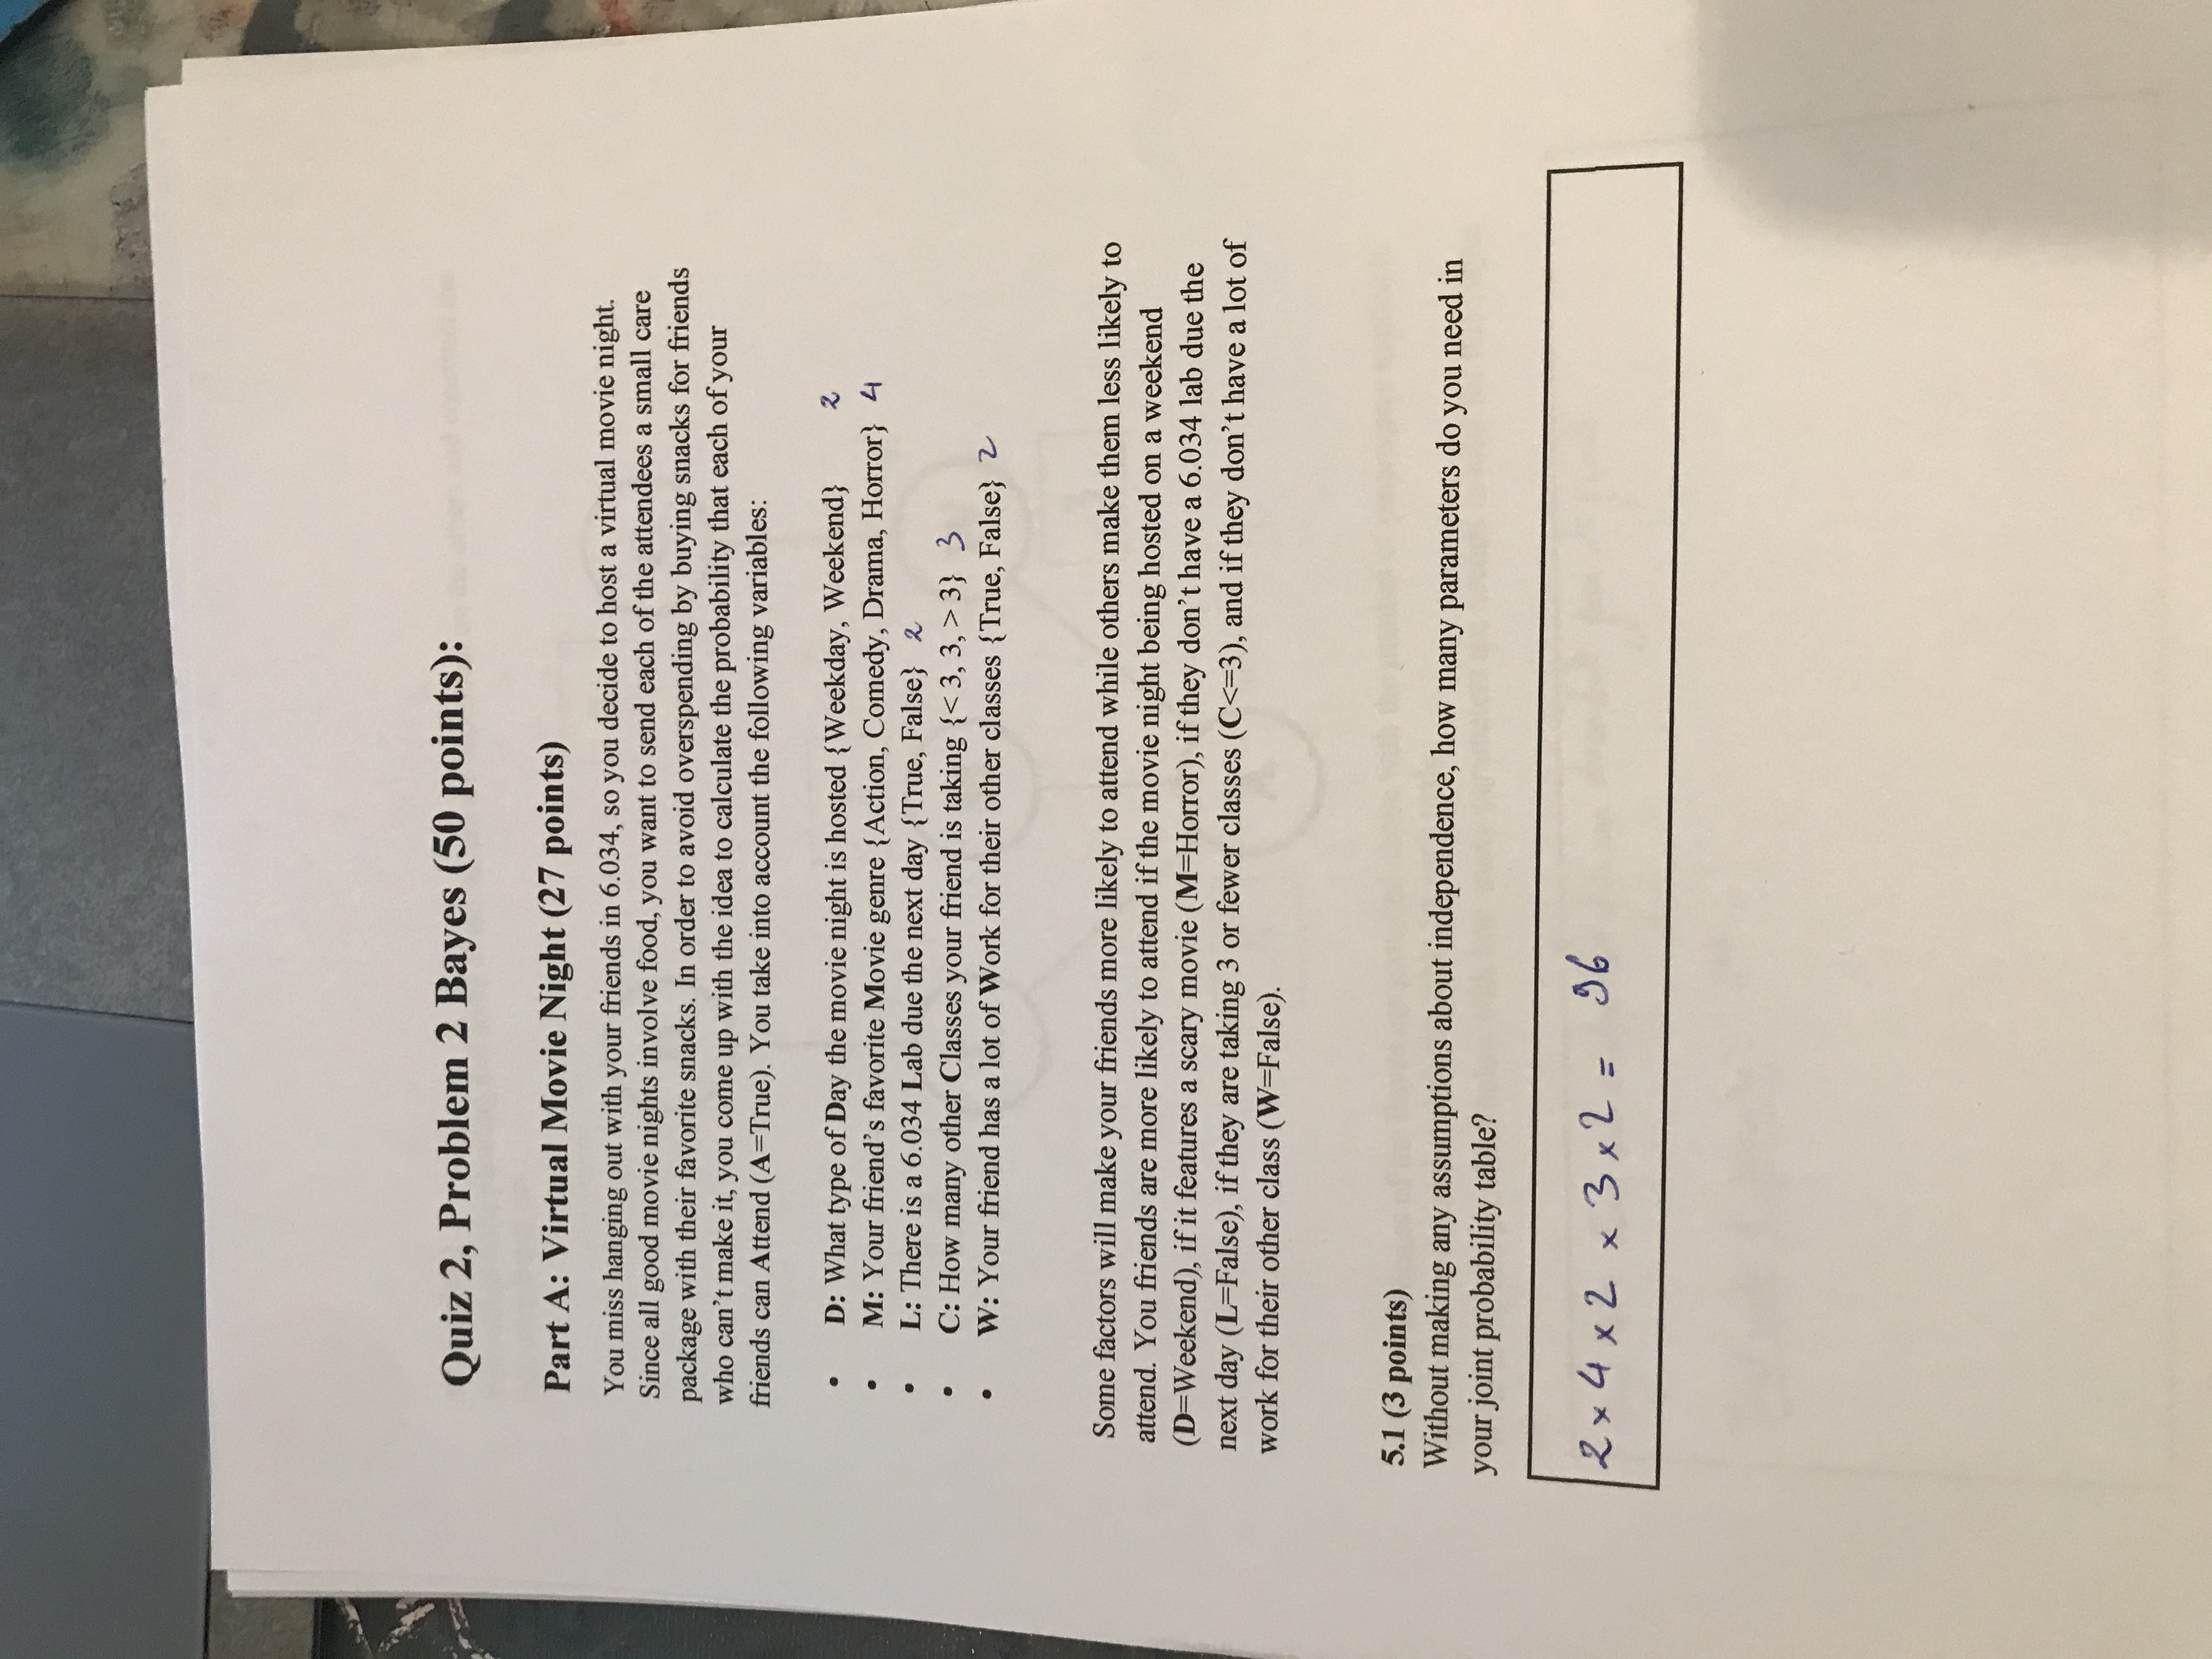 Quiz 2, Problem 2 Bayes (50 points):
Part A: Virtual Movie Night (27 points)
You miss hanging out with your friends in 6.034, so you decide to host a virtual movie night.
Since all good movie nights involve food, you want to send each of the attendees a small care
package with their favorite snacks. In order to avoid overspending by buying snacks for friends
who can't make it, you come up with the idea to calculate the probability that each of your
friends can Attend (A=True). You take into account the following variables:
• D: What type of Day the movie night is hosted {Weekday, Weekend} 2
• M: Your friend's favorite Movie genre {Action, Comedy, Drama, Horror} 4
• L: There is a 6.034 Lab due the next day {True, False} 2
• C: How many other Classes your friend is taking {< 3, 3, > 3} 3
• W: Your friend has a lot of Work for their other classes {True, False} 2
Some factors will make your friends more likely to attend while others make them less likely to
attend. You friends are more likely to attend if the movie night being hosted on a weekend
(D=Weekend), if it features a scary movie (M=Horror), if they don't have a 6.034 lab due the
next day (L=False), if they are taking 3 or fewer classes (C<=3), and if they don't have a lot of
work for their other class (W=False).
5.1 (3 points)
Without making any assumptions about independence, how many parameters do you need in
your joint probability table?
2 × 4 × 2 × 3 × 2 = 96